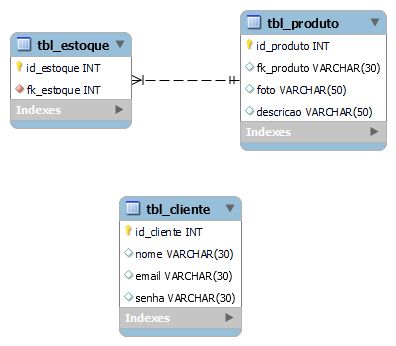 tbl_estoque
id_estoque INT
fk_estoque INT
Indexes
tbl_produto
id_produto INT
fk_produto VARCHAR(30)
foto VARCHAR(50)
descricao VARCHAR(50)
Indexes
tbl_cliente
id_cliente INT
nome VARCHAR(30)
email VARCHAR(30)
senha VARCHAR(30)
Indexes